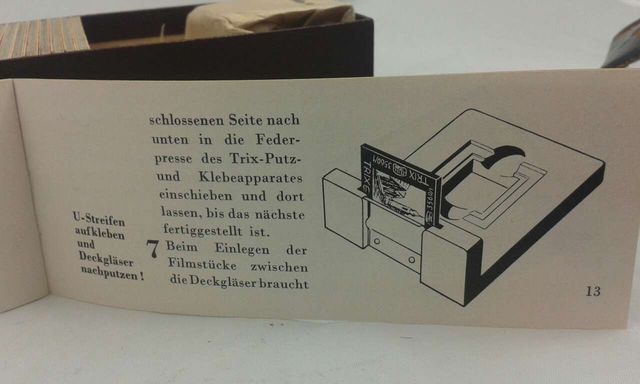 schlossenen Seite nach
unten in die Feder-
presse des Trix-Putz-
und Klebeapparates
einschieben und dort
lassen, bis das nächste
fertiggestellt ist.
U-Streifen
aufkleben
und
Deckgläser
nachputzen!
7 Beim Einlegen der
Filmstücke zwischen
die Deckgläser braucht
TRIX
TRIX
13